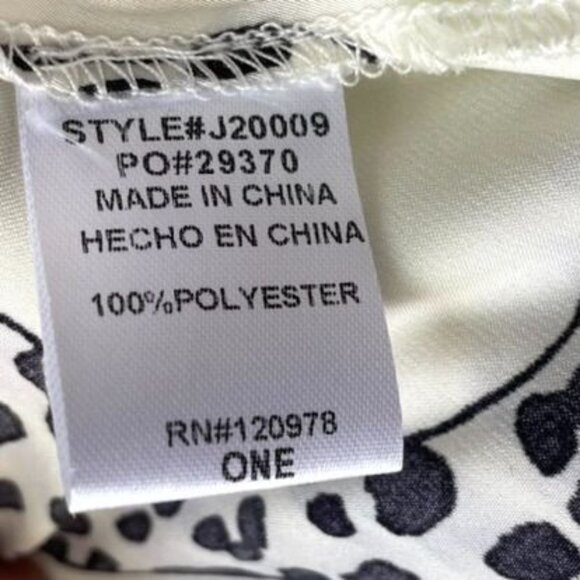 STYLE#J20009
PO#29370
MADE IN CHINA
HECHO EN CHINA
100%POLYESTER
RN#120978
ONE